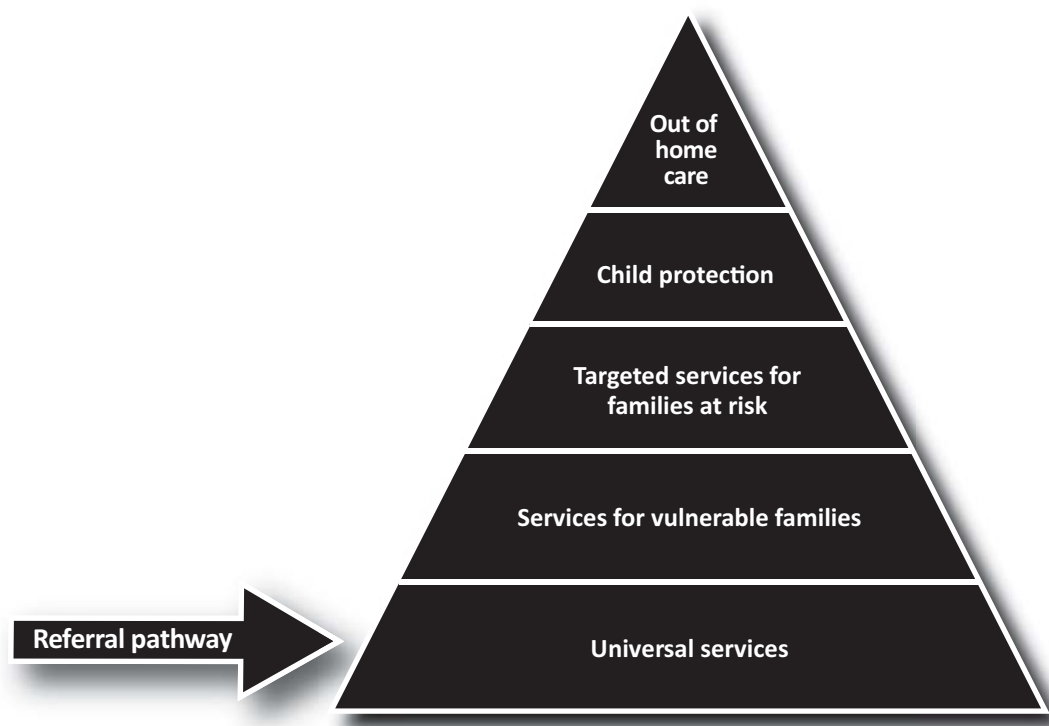 Out of
home
care
Child protection
Targeted services for
families at risk
Services for vulnerable families
Referral pathway
Universal services